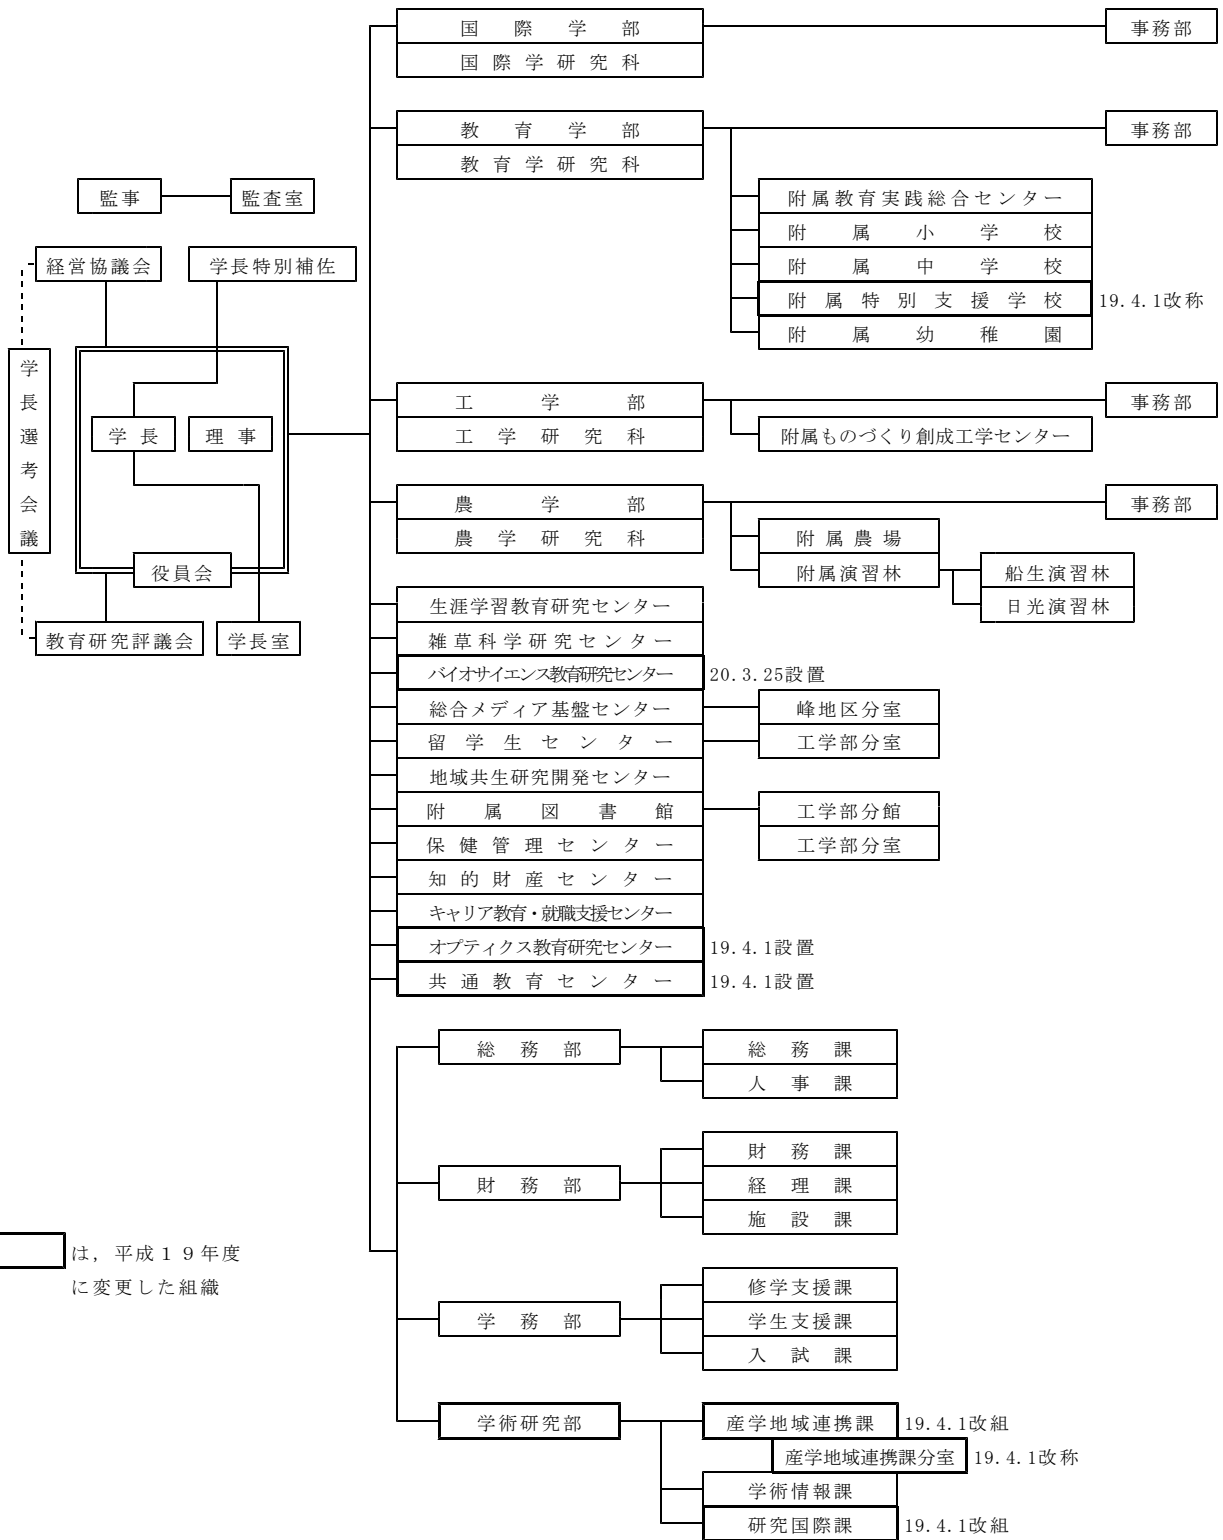 国際学部
事務部
国際学研究科
教育学部
事務部
教育学研究科
監事
監査室
附属教育実践総合センター
附属小学校
経営協議会
学長特別補佐
附属中学校
附属特別支援学校
19.4.1改称
附属幼稚園
学長選考会議
工学部
事務部
学長
理事
工学研究科
附属ものづくり創成工学センター
農学部
事務部
農学研究科
附属農場
役員会
附属演習林
船生演習林
日光演習林
生涯学習教育研究センター
教育研究評議会
学長室
雑草科学研究センター
バイオサイエンス教育研究センター
20.3.25設置
総合メディア基盤センター
峰地区分室
留学生センター
工学部分室
地域共生研究開発センター
附属図書館
工学部分館
保健管理センター
工学部分室
知的財産センター
キャリア教育・就職支援センター
オプティクス教育研究センター
19.4.1設置
共通教育センター
19.4.1設置
総務部
総務課
人事課
財務課
財務部
経理課
施設課
は，平成１９年度
に変更した組織
修学支援課
学務部
学生支援課
入試課
学術研究部
産学地域連携課
19.4.1改組
産学地域連携課分室
19.4.1改称
学術情報課
研究国際課
19.4.1改組